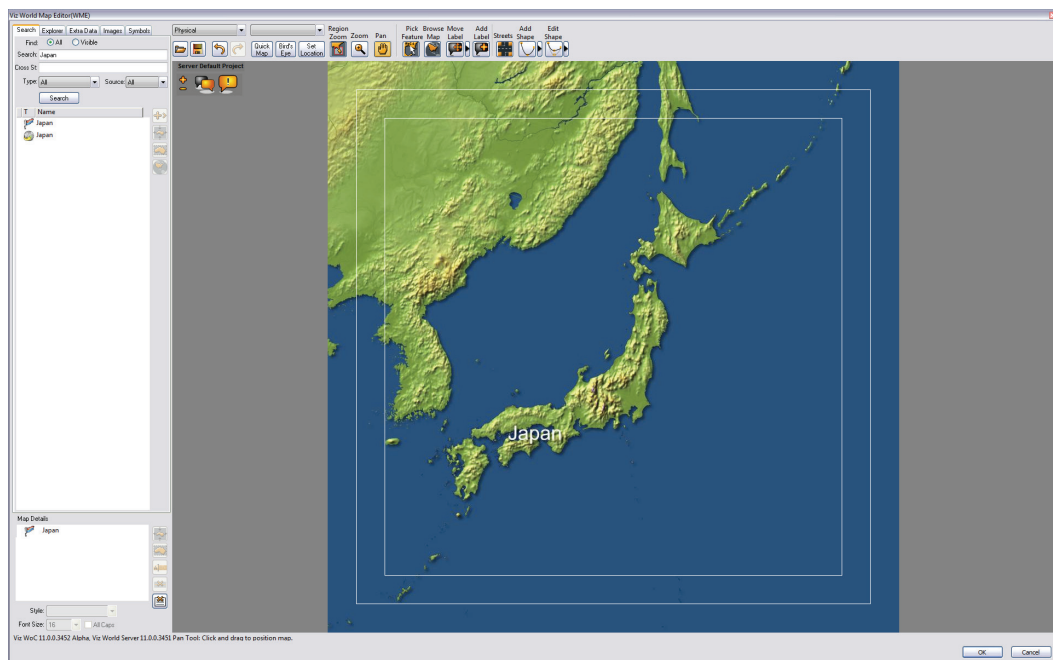 Viz World Map Editor(WME)
Search Explorer Extra Data Images Symbols
Find: All Visible
Search: Japan
Cross St
Type: All Source: All
Search
T Name
Japan
Japan
Map Details
Japan
Style:
Font Size: 16 All Caps
Physical
Quick Map
Bird's Eye
Set Location
Region Zoom
Zoom
Pan
Pick Feature
Browse Map
Move Label
Add Label
Streets
Add Shape
Edit Shape
Server Default Project
Japan
Viz WoC 11.0.0.3452 Alpha, Viz World Server 11.0.0.3451 Pan Tool: Click and drag to position map.
OK Cancel